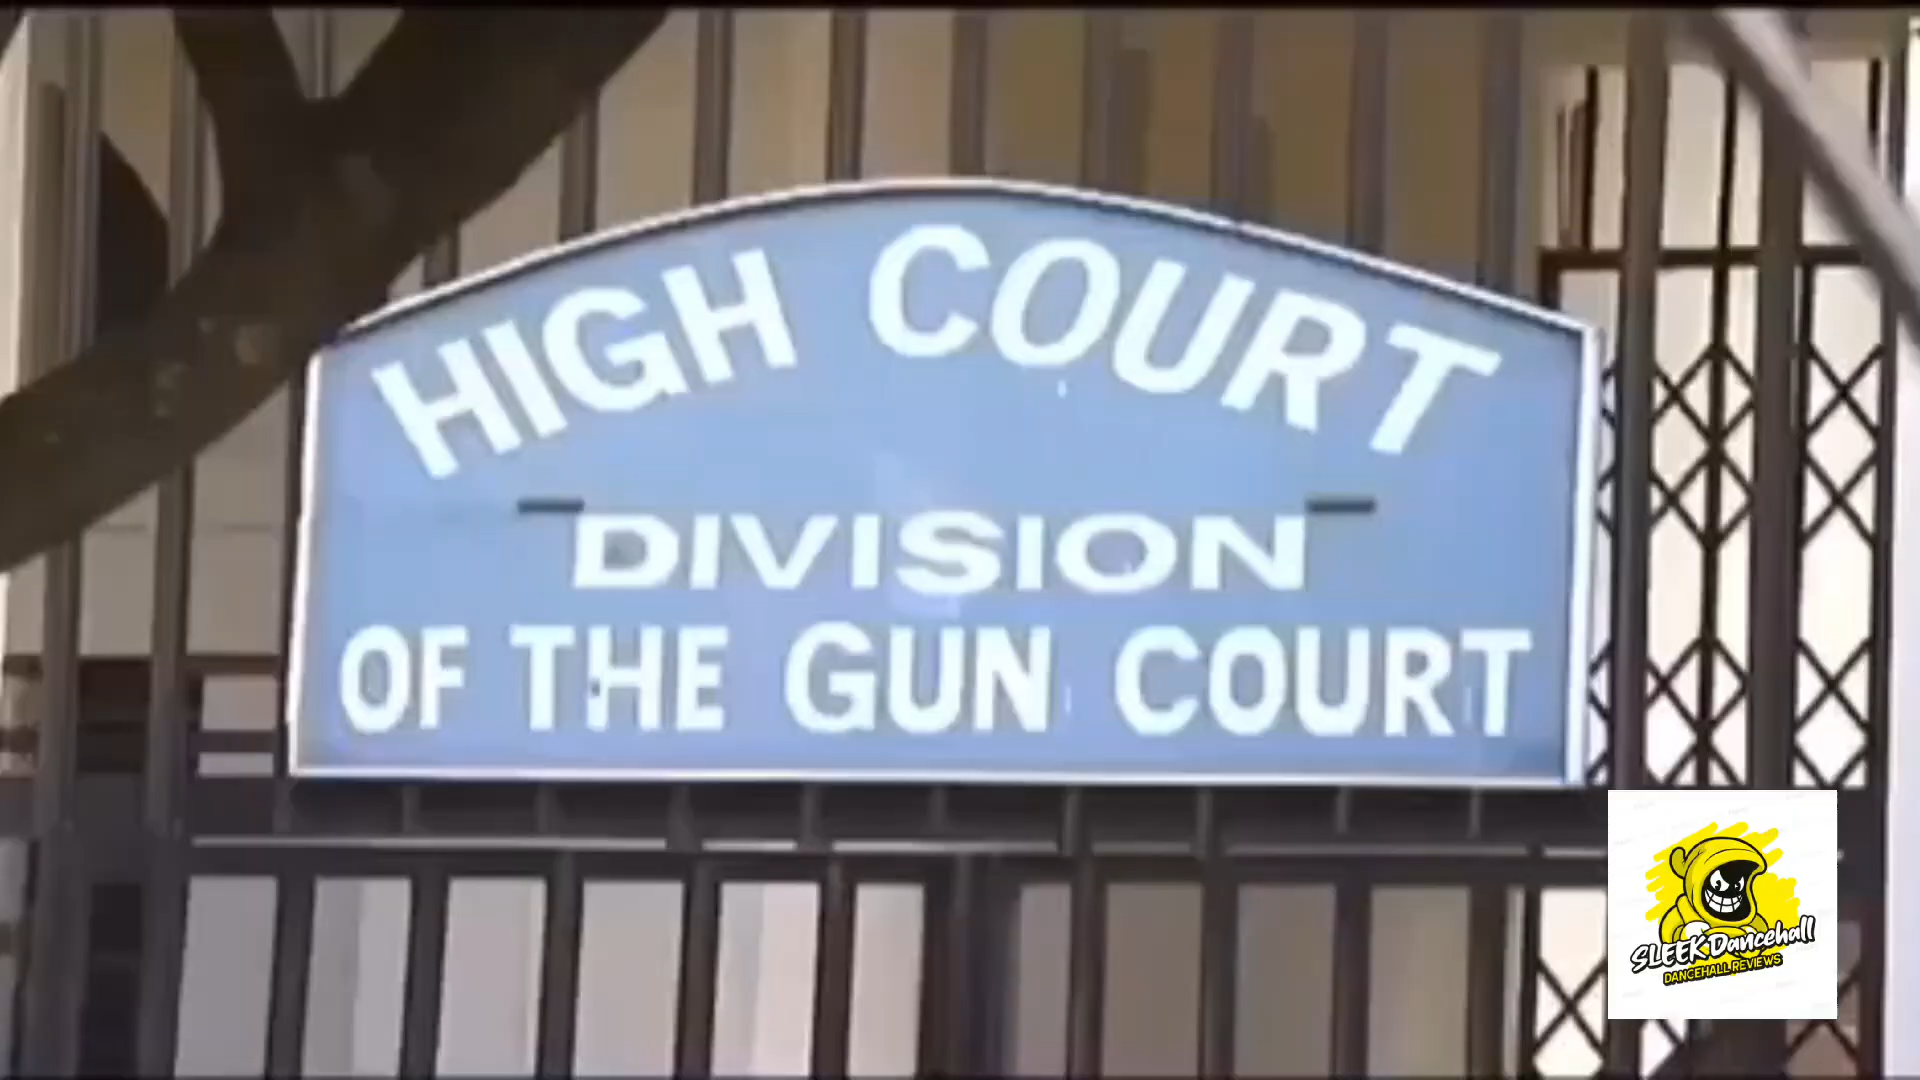 HIGH COURT
DIVISION
OF THE GUN COURT
SLEEK Dancehall
DANCEHALL REVIEWS